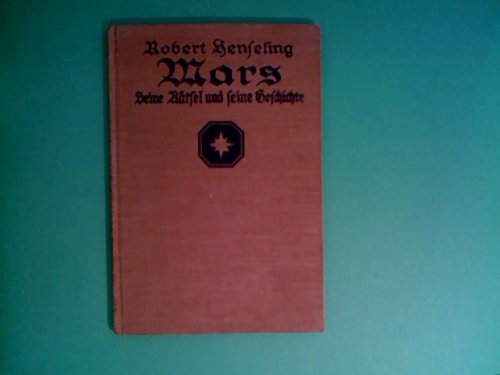 Robert Henseling
Mars
Seine Rätsel und seine Geschichte